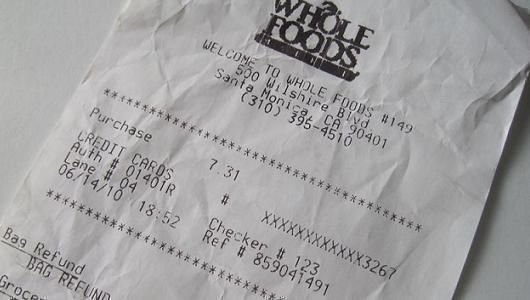 WHOLE
FOODS
WELCOME TO WHOLE FOODS #149
500 Wilshire Blvd
Santa Monica, CA 90401
(310) 395-4510
************************************
Purchase
CREDIT CARDS 7.31
Auth # 01401R # XXXXXXXXXXXX3267
Lane # 04 Checker # 193
06/14/10 18:52 Ref # 859041491
************************************
Bag Refund
BAG REFUND
Grocer